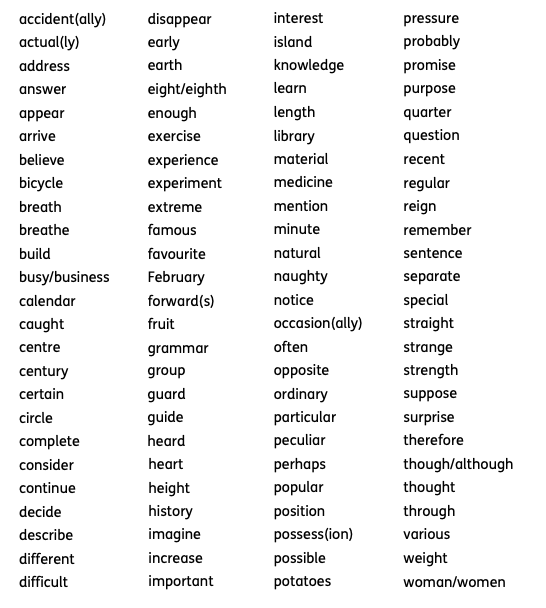 accident(ally)
actual(ly)
address
answer
appear
arrive
believe
bicycle
breath
breathe
build
busy/business
calendar
caught
centre
century
certain
circle
complete
consider
continue
decide
describe
different
difficult
disappear
early
earth
eight/eighth
enough
exercise
experience
experiment
extreme
famous
favourite
February
forward(s)
fruit
grammar
group
guard
guide
heard
heart
height
history
imagine
increase
important
interest
island
knowledge
learn
length
library
material
medicine
mention
minute
natural
naughty
notice
occasion(ally)
often
opposite
ordinary
particular
peculiar
perhaps
popular
position
possess(ion)
possible
potatoes
pressure
probably
promise
purpose
quarter
question
recent
regular
reign
remember
sentence
separate
special
straight
strange
strength
suppose
surprise
therefore
though/although
thought
through
various
weight
woman/women